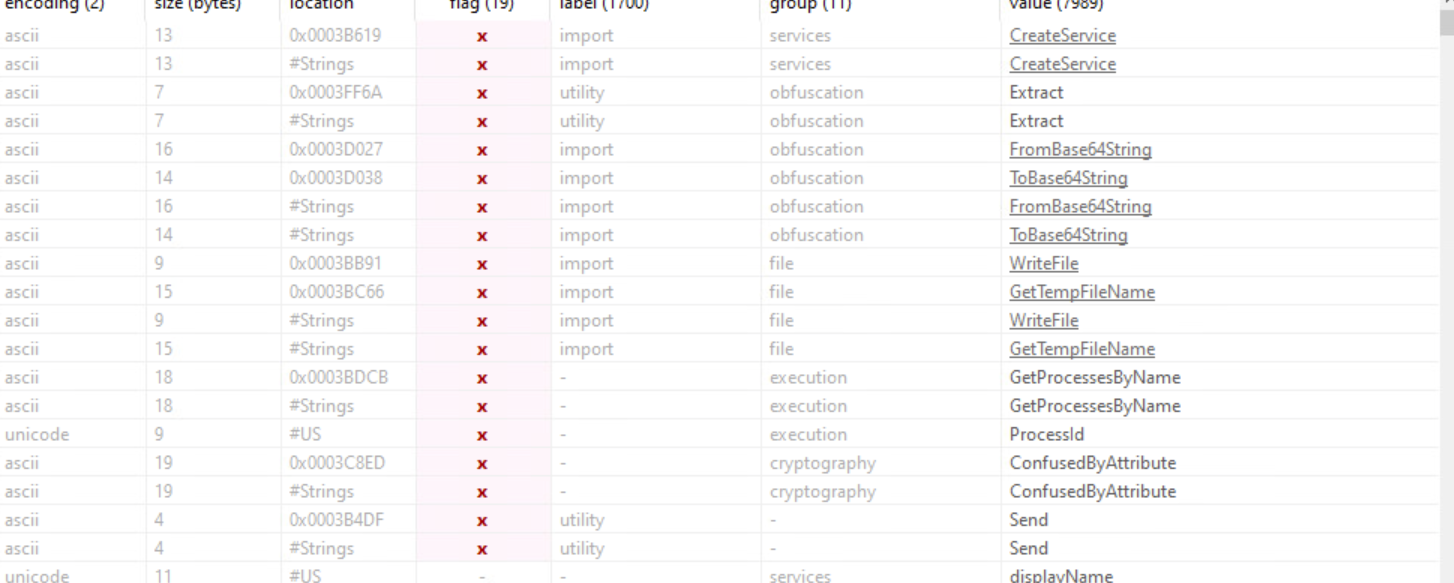 encoding (2) size (bytes) location flag (19) label (1700) group (11) value (7989)
ascii 13 0x0003B619 x import services CreateService
ascii 13 #Strings x import services CreateService
ascii 7 0x0003FF6A x utility obfuscation Extract
ascii 7 #Strings x utility obfuscation Extract
ascii 16 0x0003D027 x import obfuscation FromBase64String
ascii 14 0x0003D038 x import obfuscation ToBase64String
ascii 16 #Strings x import obfuscation FromBase64String
ascii 14 #Strings x import obfuscation ToBase64String
ascii 9 0x0003BB91 x import file WriteFile
ascii 15 0x0003BC66 x import file GetTempFileName
ascii 9 #Strings x import file WriteFile
ascii 15 #Strings x import file GetTempFileName
ascii 18 0x0003BDCB x - execution GetProcessesByName
ascii 18 #Strings x - execution GetProcessesByName
unicode 9 #US x - execution ProcessId
ascii 19 0x0003C8ED x - cryptography ConfusedByAttribute
ascii 19 #Strings x - cryptography ConfusedByAttribute
ascii 4 0x0003B4DF x utility - Send
ascii 4 #Strings x utility - Send
unicode 11 #US - - services displayName